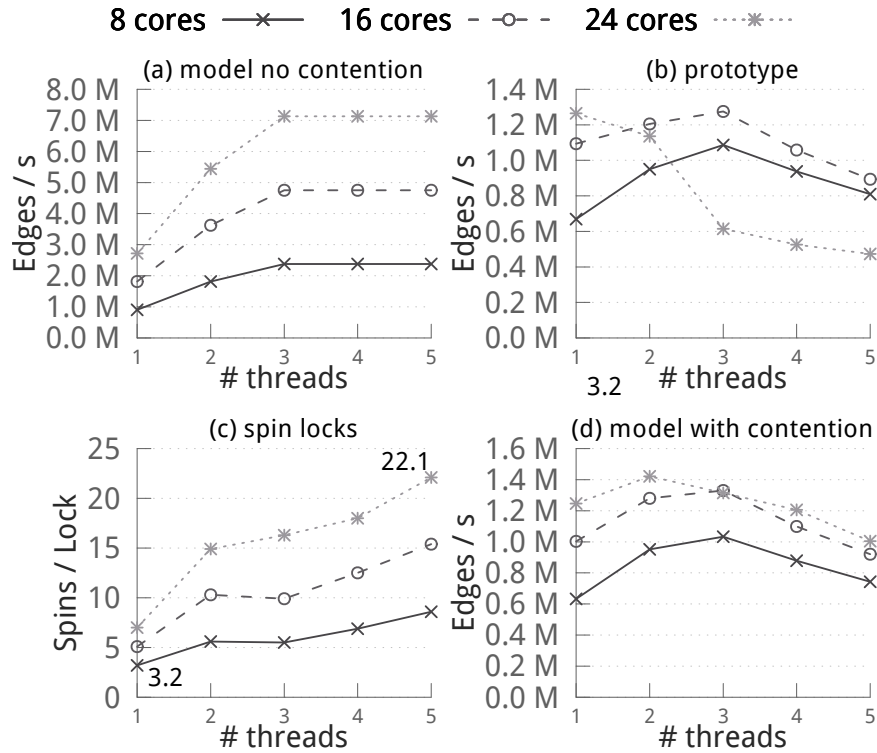 8 cores 16 cores 24 cores
(a) model no contention
8.0 M
7.0 M
6.0 M
5.0 M
4.0 M
3.0 M
2.0 M
1.0 M
0.0 M
Edges / s
1 2 3 4 5
# threads
(b) prototype
1.4 M
1.2 M
1.0 M
0.8 M
0.6 M
0.4 M
0.2 M
0.0 M
Edges / s
1 2 3 4 5
# threads
3.2
(c) spin locks
25
20
15
10
5
0
Spins / Lock
22.1
3.2
1 2 3 4 5
# threads
(d) model with contention
1.6 M
1.4 M
1.2 M
1.0 M
0.8 M
0.6 M
0.4 M
0.2 M
0.0 M
Edges / s
1 2 3 4 5
# threads